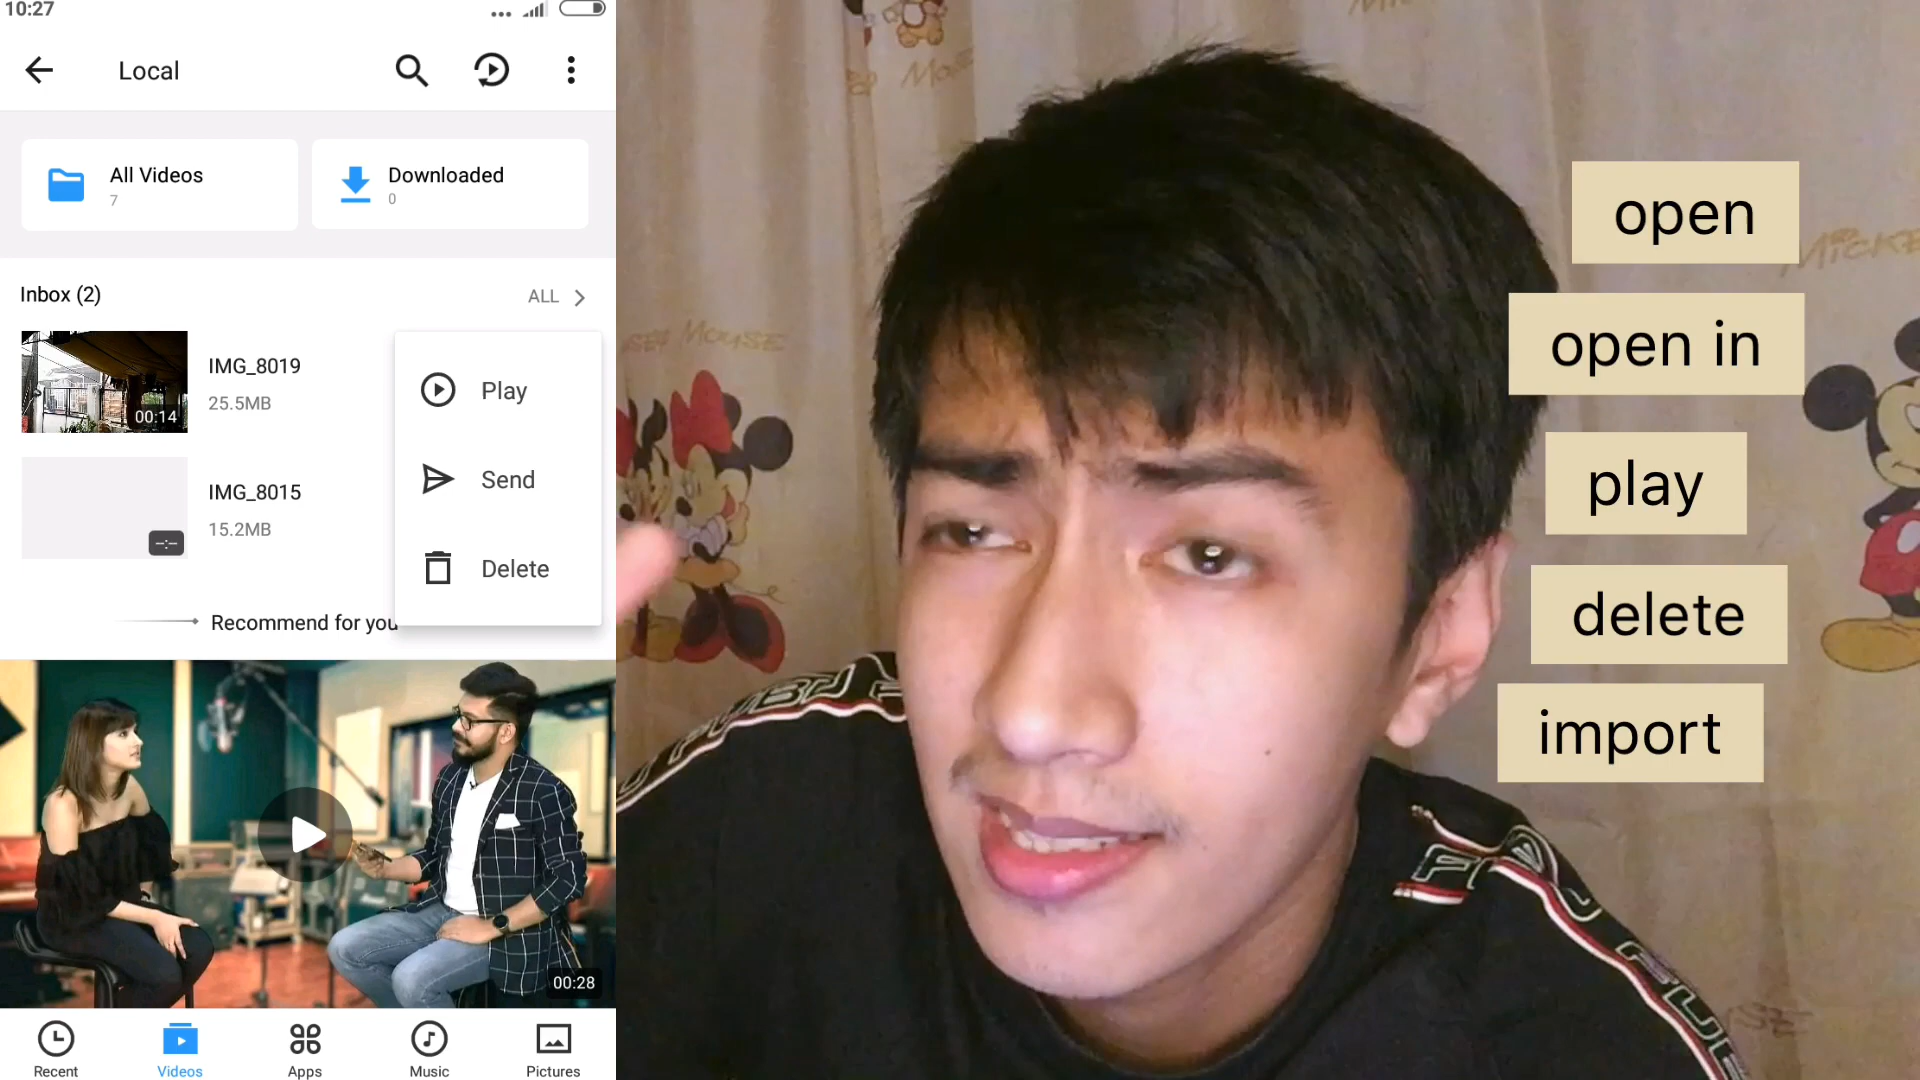 10:27
Local
All Videos
7
Downloaded
0
Inbox (2)
ALL
IMG_8019
25.5MB
00:14
IMG_8015
15.2MB
--:--
Play
Send
Delete
Recommend for you
00:28
Recent
Videos
Apps
Music
Pictures
open
open in
play
delete
import
MOUSE
MICKE